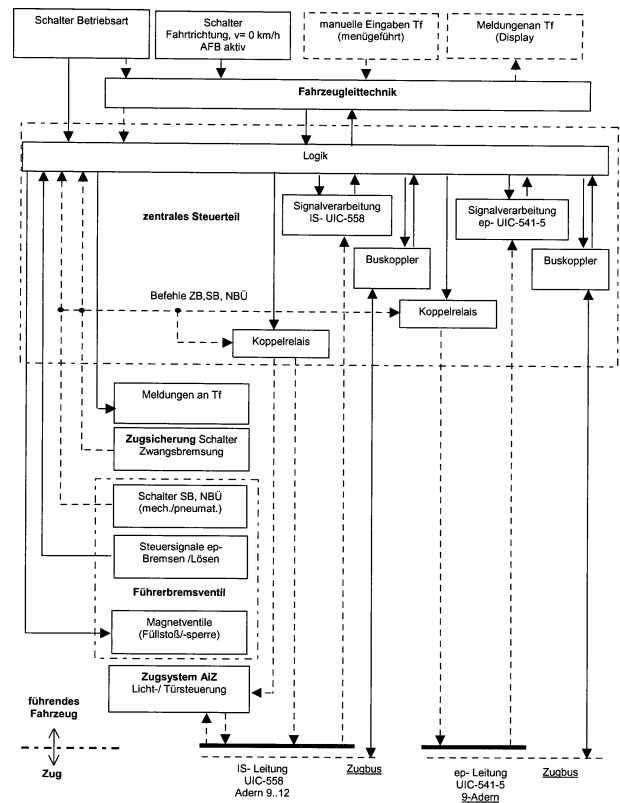 Schalter Betriebsart
Schalter
Fahrtrichtung, v= 0 km/h
AFB aktiv
manuelle Eingaben Tf
(menügeführt)
Meldungenan Tf
(Display
Fahrzeugleittechnik
Logik
zentrales Steuerteil
Signalverarbeitung
IS- UIC-558
Signalverarbeitung
ep- UIC-541-5
Buskoppler
Buskoppler
Befehle ZB,SB, NBÜ
Koppelrelais
Koppelrelais
Meldungen an Tf
Zugsicherung Schalter
Zwangsbremsung
Schalter SB, NBÜ
(mech./pneumat.)
Steuersignale ep-
Bremsen /Lösen
Führerbremsventil
Magnetventile
(Füllstoß/-sperre)
Zugsystem AiZ
Licht-/ Türsteuerung
führendes
Fahrzeug
Zug
IS- Leitung
UIC-558
Adern 9..12
Zugbus
ep- Leitung
UIC-541-5
9-Adern
Zugbus